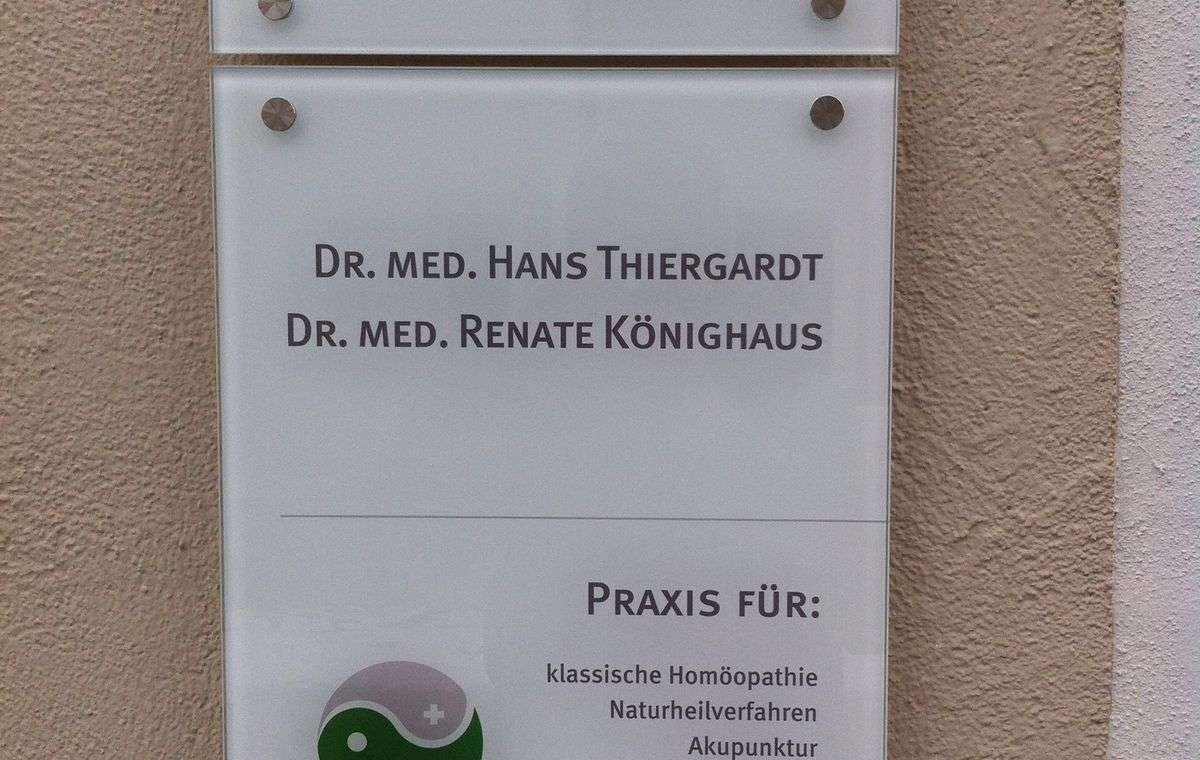 Dr. med. Hans Thiergardt
Dr. med. Renate Könighaus
Praxis für:
klassische Homöopathie
Naturheilverfahren
Akupunktur